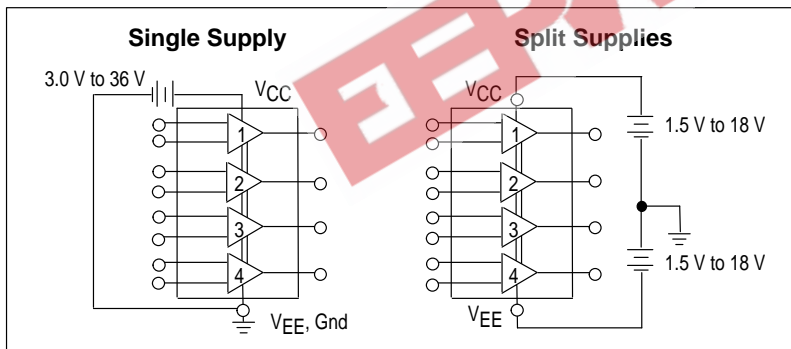 Single Supply
3.0 V to 36 V
VCC
1
2
3
4
VEE, Gnd
Split Supplies
VCC
1
2
3
4
VEE
1.5 V to 18 V
1.5 V to 18 V